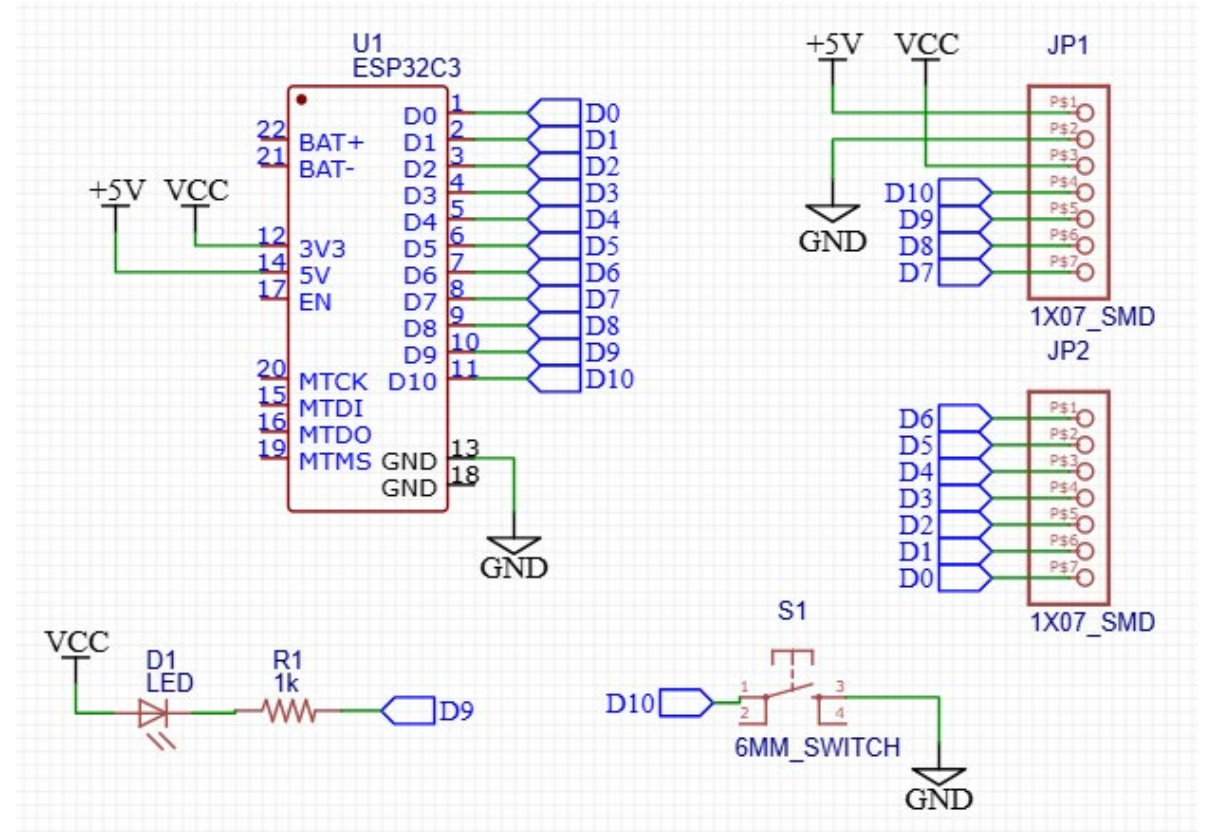 U1
ESP32C3
22 BAT+
21 BAT-
+5V VCC
12 3V3
14 5V
17 EN
20 MTCK
15 MTDI
16 MTDO
19 MTMS
D0 1 D0
D1 2 D1
D2 3 D2
D3 4 D3
D4 5 D4
D5 6 D5
D6 7 D6
D7 8 D7
D8 9 D8
D9 10 D9
D10 11 D10
GND 13
GND 18
GND
+5V VCC
JP1
P$1
P$2
P$3
D10 P$4
D9 P$5
D8 P$6
D7 P$7
GND
1X07_SMD
JP2
D6 P$1
D5 P$2
D4 P$3
D3 P$4
D2 P$5
D1 P$6
D0 P$7
1X07_SMD
VCC
D1
LED
R1
1k
D9
S1
D10
1 3
2 4
6MM_SWITCH
GND